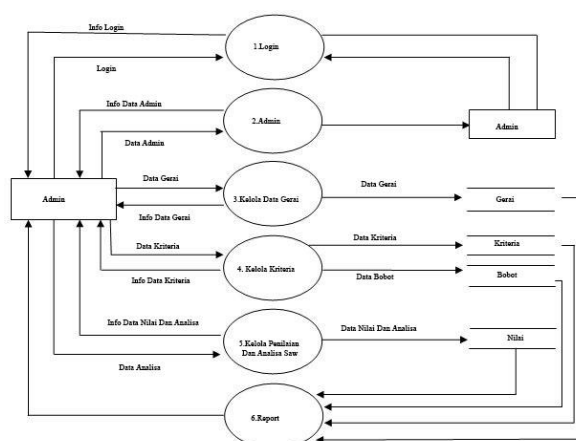 Info Login
1.Login
Login
Info Data Admin
2.Admin
Admin
Data Admin
Data Gerai
Data Gerai
3.Kelola Data Gerai
Gerai
Admin
Info Gerai
Data Kriteria
Data Kriteria
Kriteria
4. Kelola Kriteria
Info Data Kriteria
Data Bobot
Bobot
Info Data Nilai Dan Analisa
Data Nilai Dan Analisa
5.Kelola Penilaian
Dan Analisa Saw
Nilai
Data Analisa
6.Report